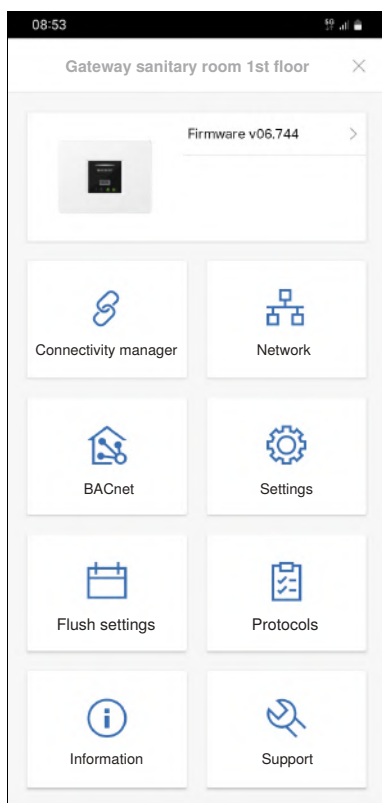 08:53
Gateway sanitary room 1st floor
Firmware v06.744
Connectivity manager
Network
BACnet
Settings
Flush settings
Protocols
Information
Support